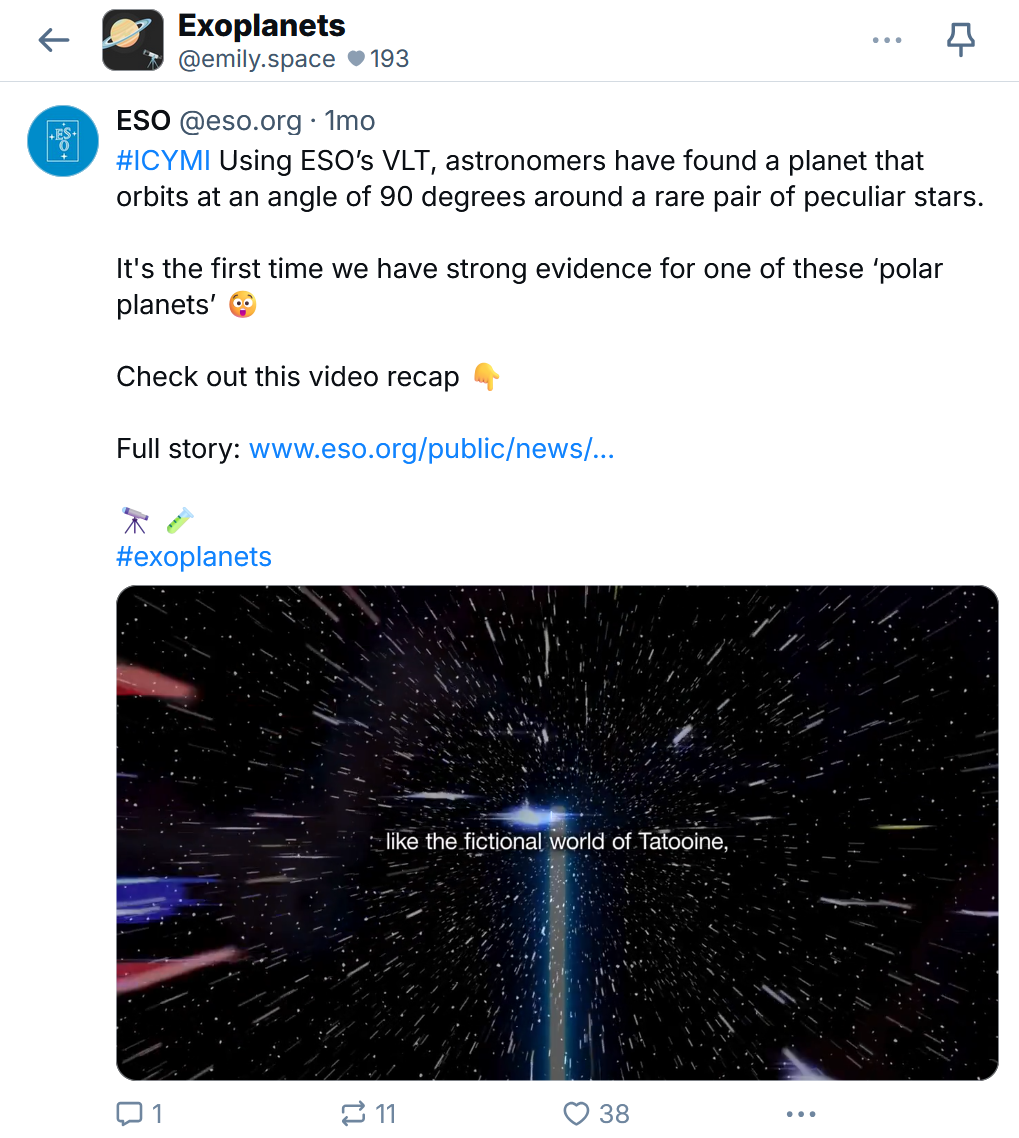 Exoplanets
@emily.space 193
ESO @eso.org · 1mo
#ICYMI Using ESO’s VLT, astronomers have found a planet that
orbits at an angle of 90 degrees around a rare pair of peculiar stars.
It's the first time we have strong evidence for one of these ‘polar
planets’ 😲
Check out this video recap 👇
Full story: www.eso.org/public/news/...
🔭 🧪
#exoplanets
like the fictional world of Tatooine,
1 11 38
ES
O